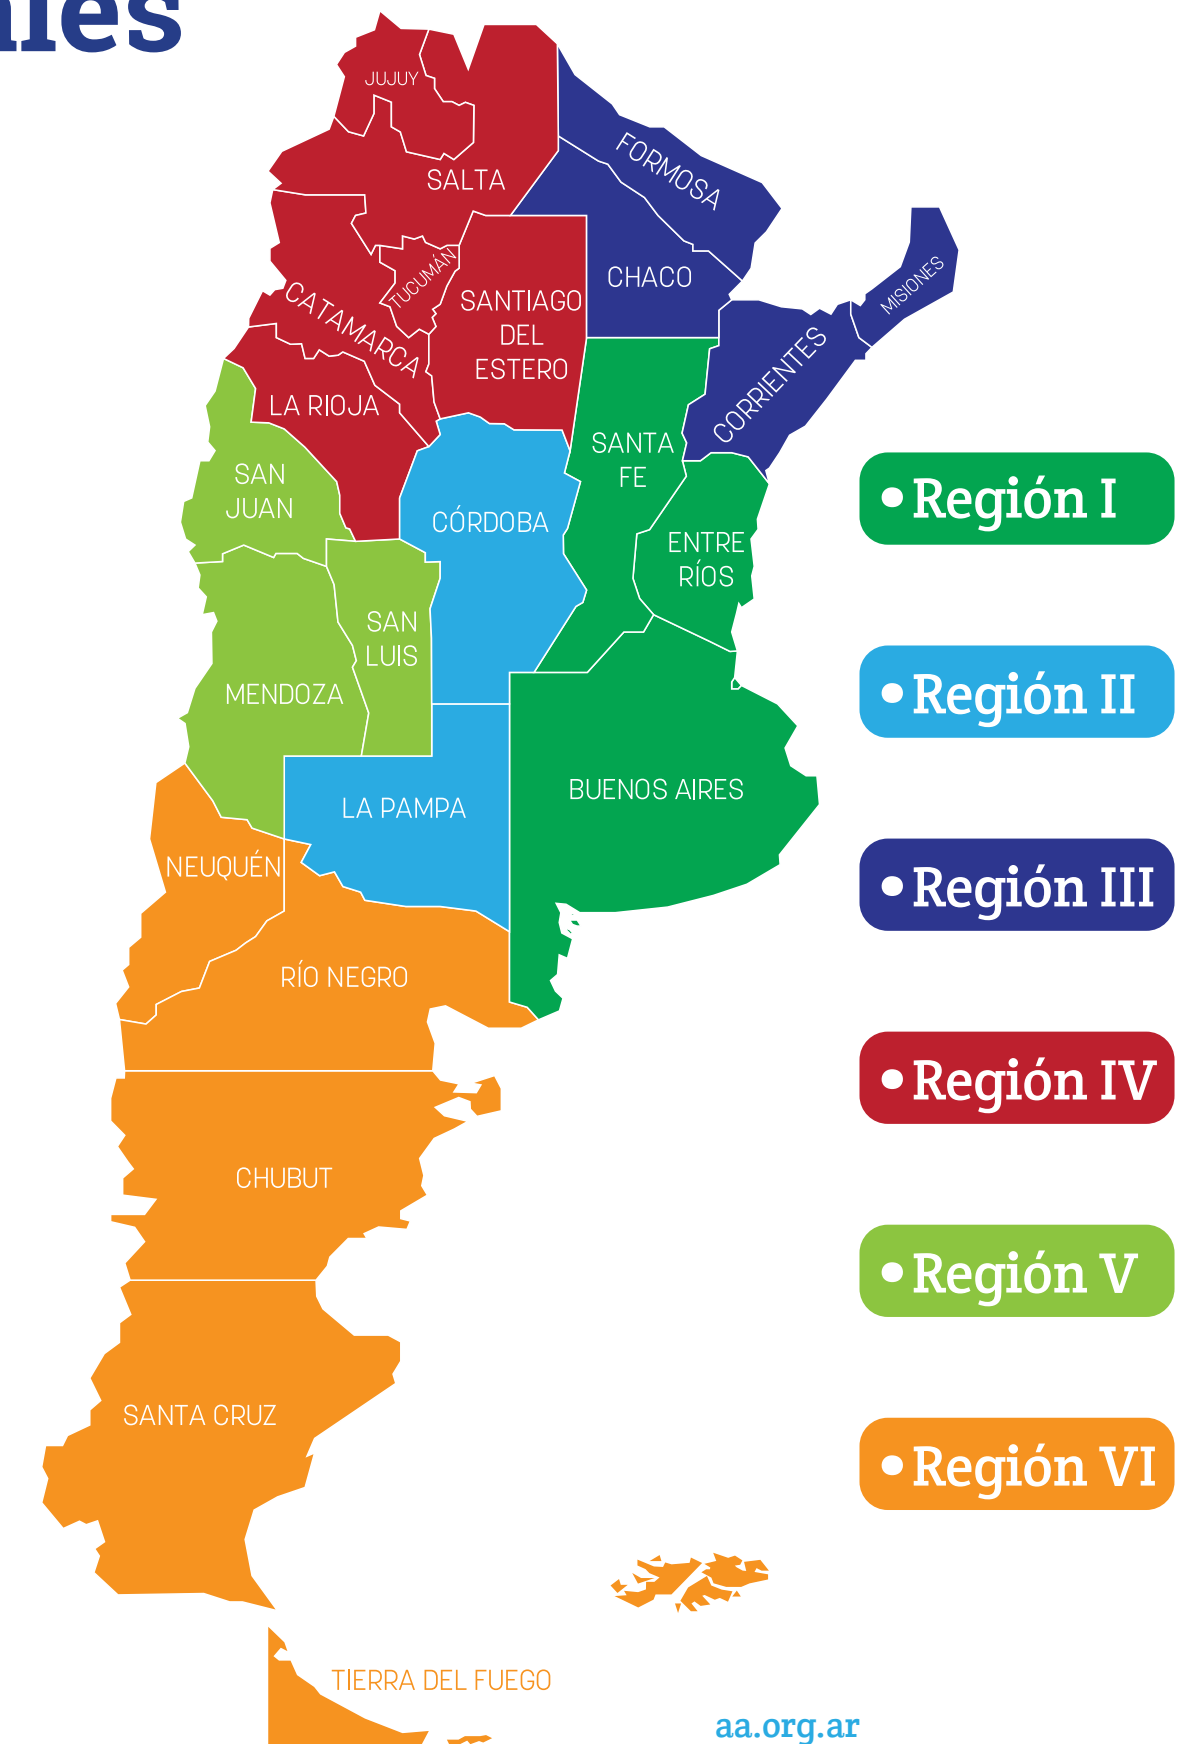 JUJUY
SALTA
FORMOSA
TUCUMÁN
CATAMARCA
SANTIAGO
DEL
ESTERO
CHACO
MISIONES
CORRIENTES
LA RIOJA
SANTA
FE
SAN
JUAN
CÓRDOBA
ENTRE
RÍOS
SAN
LUIS
MENDOZA
BUENOS AIRES
LA PAMPA
NEUQUÉN
RÍO NEGRO
CHUBUT
SANTA CRUZ
TIERRA DEL FUEGO
• Región I
• Región II
• Región III
• Región IV
• Región V
• Región VI
aa.org.ar